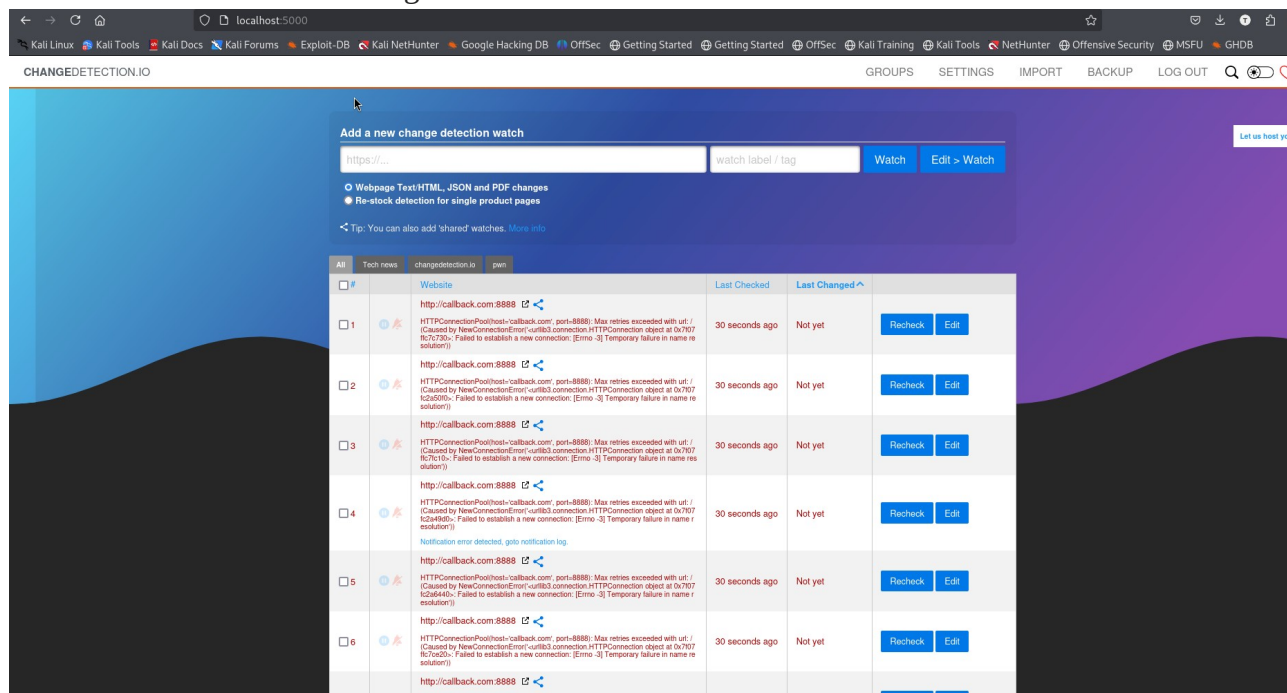 localhost:5000
Kali Linux Kali Tools Kali Docs Kali Forums Exploit-DB Kali NetHunter Google Hacking DB OffSec Getting Started Getting Started OffSec Kali Training Kali Tools NetHunter Offensive Security MSFU GHDB
CHANGEDETECTION.IO GROUPS SETTINGS IMPORT BACKUP LOG OUT
Let us host yo
Add a new change detection watch
https://... watch label / tag Watch Edit > Watch
Webpage Text/HTML, JSON and PDF changes
Re-stock detection for single product pages
Tip: You can also add 'shared' watches. More info
All Tech news changedetection.io pwn
# Website Last Checked Last Changed
http://callback.com:8888
HTTPConnectionPool(host='callback.com', port=8888): Max retries exceeded with url: /
(Caused by NewConnectionError('<urllib3.connection.HTTPConnection object at 0x7f07
ffc7c730>: Failed to establish a new connection: [Errno -3] Temporary failure in name re
solution'))
1 30 seconds ago Not yet Recheck Edit
http://callback.com:8888
HTTPConnectionPool(host='callback.com', port=8888): Max retries exceeded with url: /
(Caused by NewConnectionError('<urllib3.connection.HTTPConnection object at 0x7f07
fc2a50f0>: Failed to establish a new connection: [Errno -3] Temporary failure in name re
solution'))
2 30 seconds ago Not yet Recheck Edit
http://callback.com:8888
HTTPConnectionPool(host='callback.com', port=8888): Max retries exceeded with url: /
(Caused by NewConnectionError('<urllib3.connection.HTTPConnection object at 0x7f07
ffc7fc10>: Failed to establish a new connection: [Errno -3] Temporary failure in name res
olution'))
3 30 seconds ago Not yet Recheck Edit
http://callback.com:8888
HTTPConnectionPool(host='callback.com', port=8888): Max retries exceeded with url: /
(Caused by NewConnectionError('<urllib3.connection.HTTPConnection object at 0x7f07
fc2a49d0>: Failed to establish a new connection: [Errno -3] Temporary failure in name r
esolution'))
Notification error detected, goto notification log.
4 30 seconds ago Not yet Recheck Edit
http://callback.com:8888
HTTPConnectionPool(host='callback.com', port=8888): Max retries exceeded with url: /
(Caused by NewConnectionError('<urllib3.connection.HTTPConnection object at 0x7f07
fc2a6440>: Failed to establish a new connection: [Errno -3] Temporary failure in name r
esolution'))
5 30 seconds ago Not yet Recheck Edit
http://callback.com:8888
HTTPConnectionPool(host='callback.com', port=8888): Max retries exceeded with url: /
(Caused by NewConnectionError('<urllib3.connection.HTTPConnection object at 0x7f07
ffc7ce20>: Failed to establish a new connection: [Errno -3] Temporary failure in name re
solution'))
6 30 seconds ago Not yet Recheck Edit
http://callback.com:8888